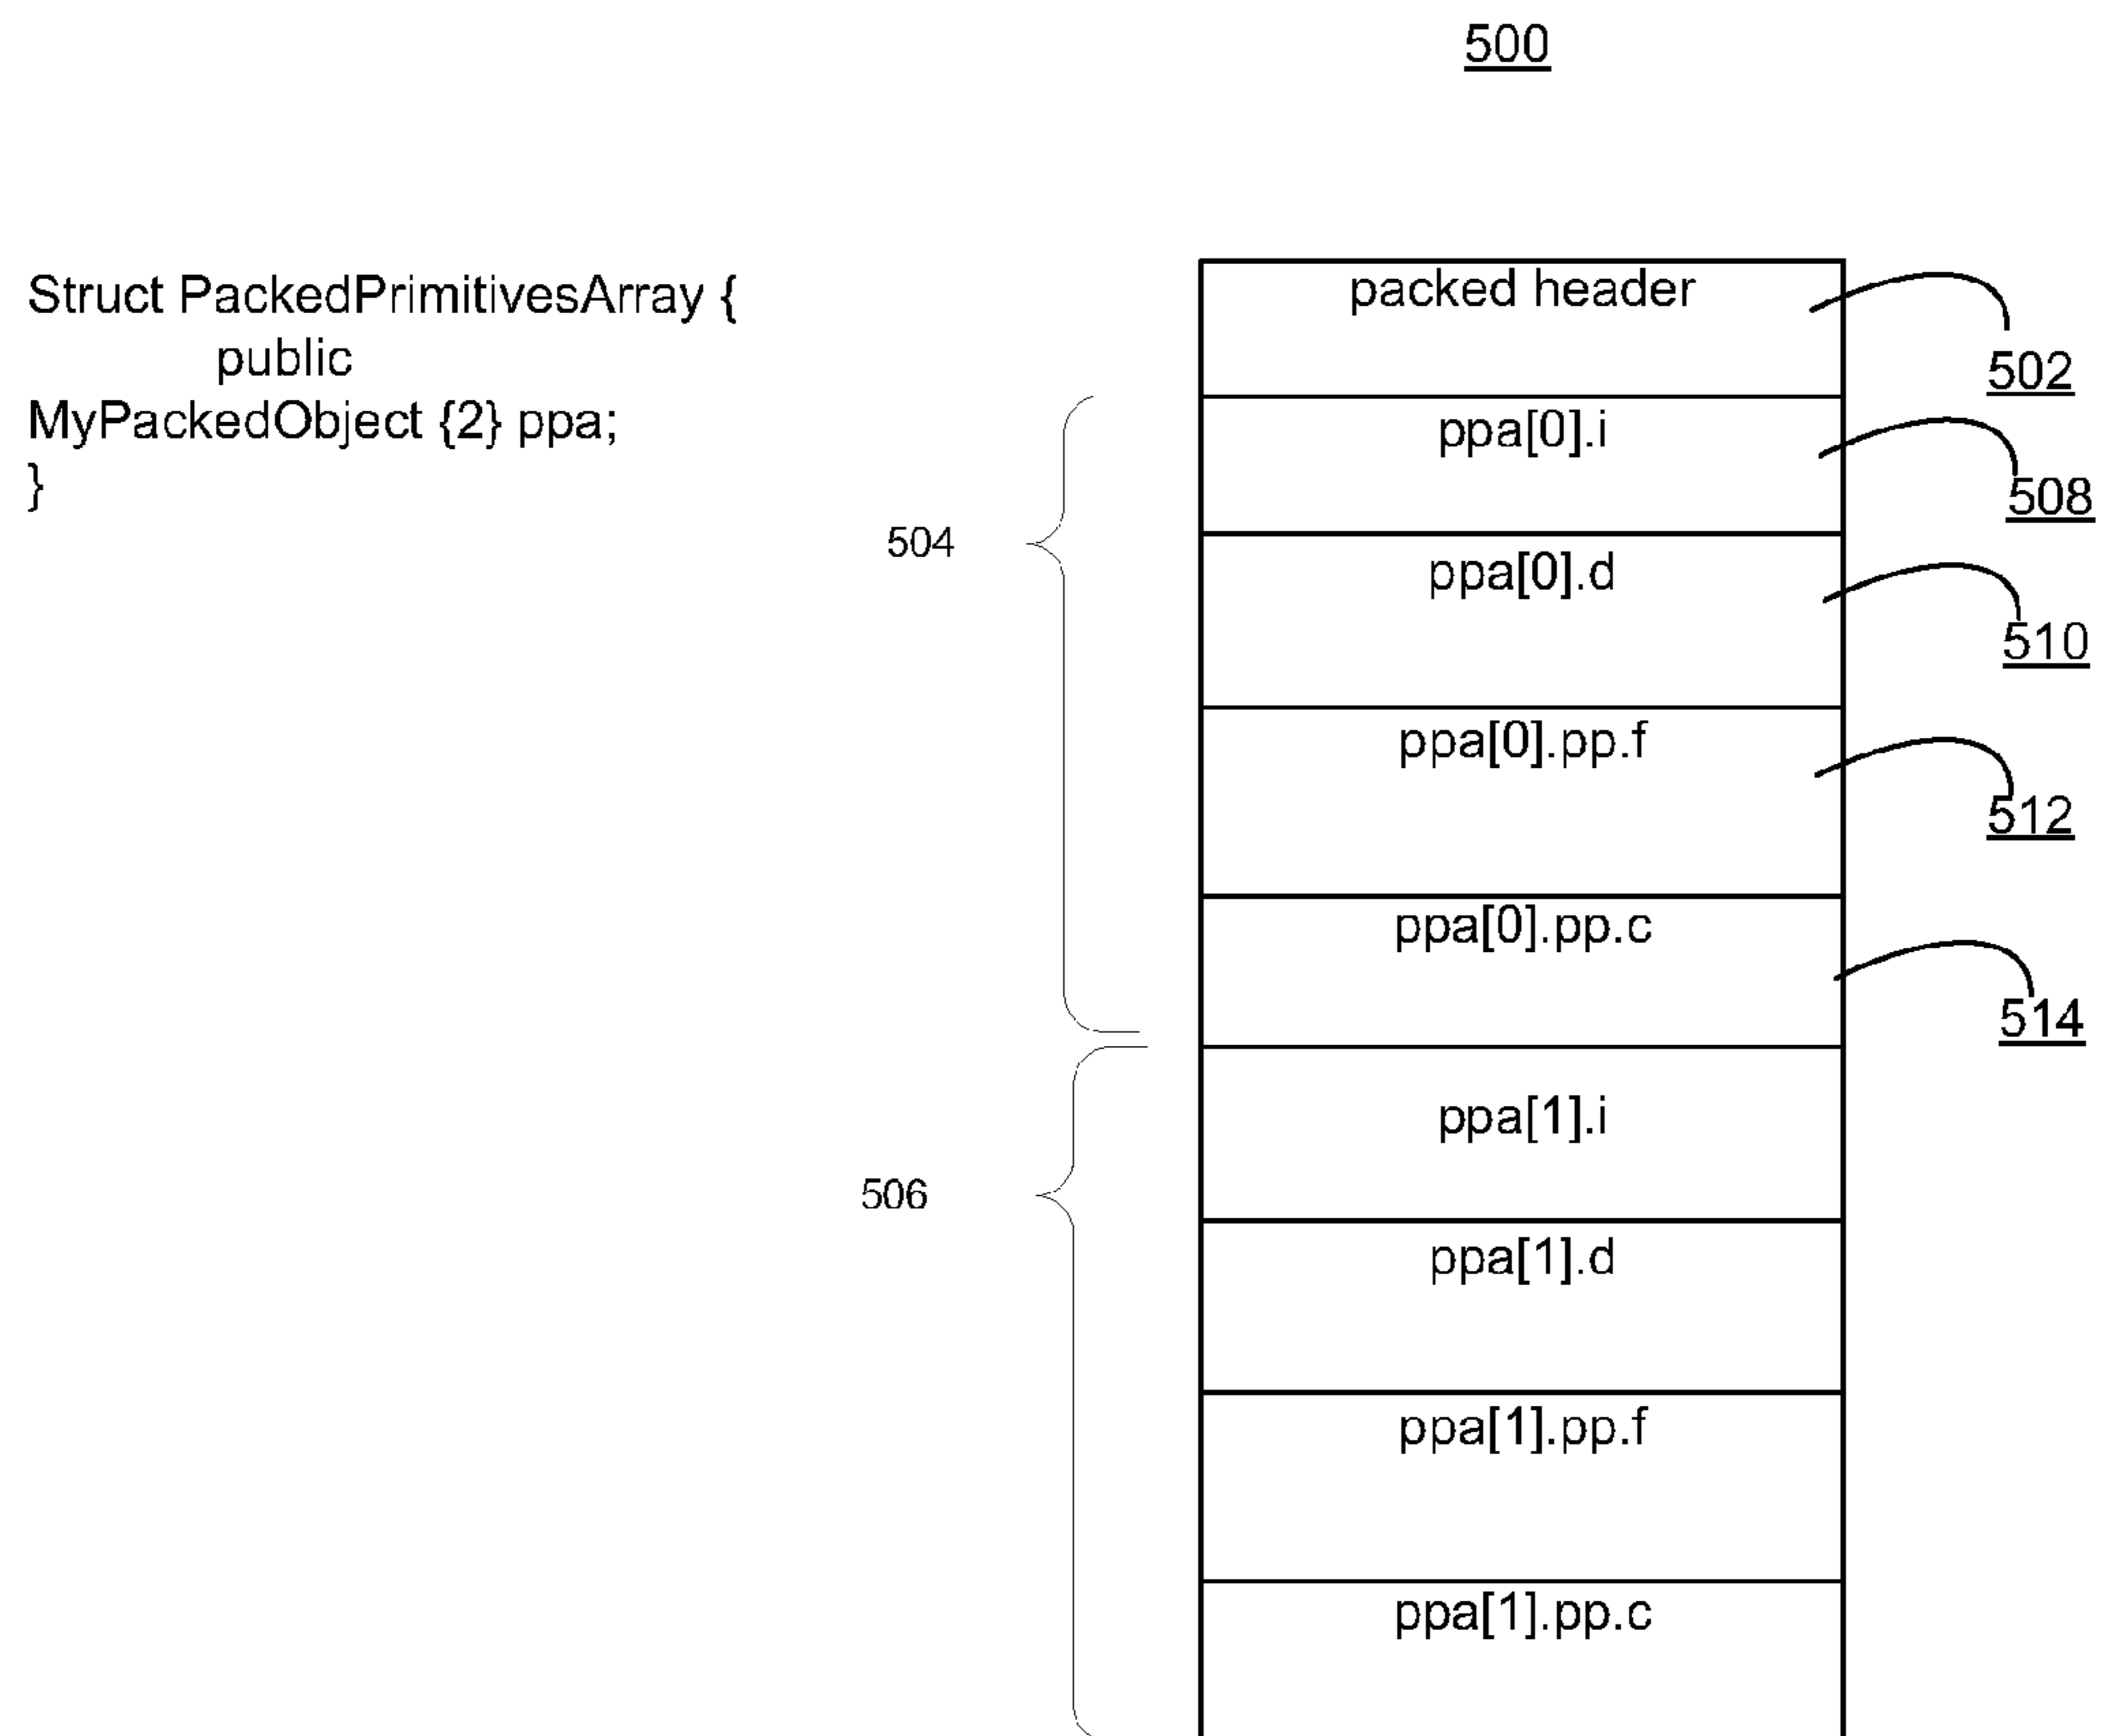 500
Struct PackedPrimitivesArray {
public
MyPackedObject {2} ppa;
}
packed header
502
ppa[0].i
508
504
ppa[0].d
510
ppa[0].pp.f
512
ppa[0].pp.c
514
ppa[1].i
506
ppa[1].d
ppa[1].pp.f
ppa[1].pp.c